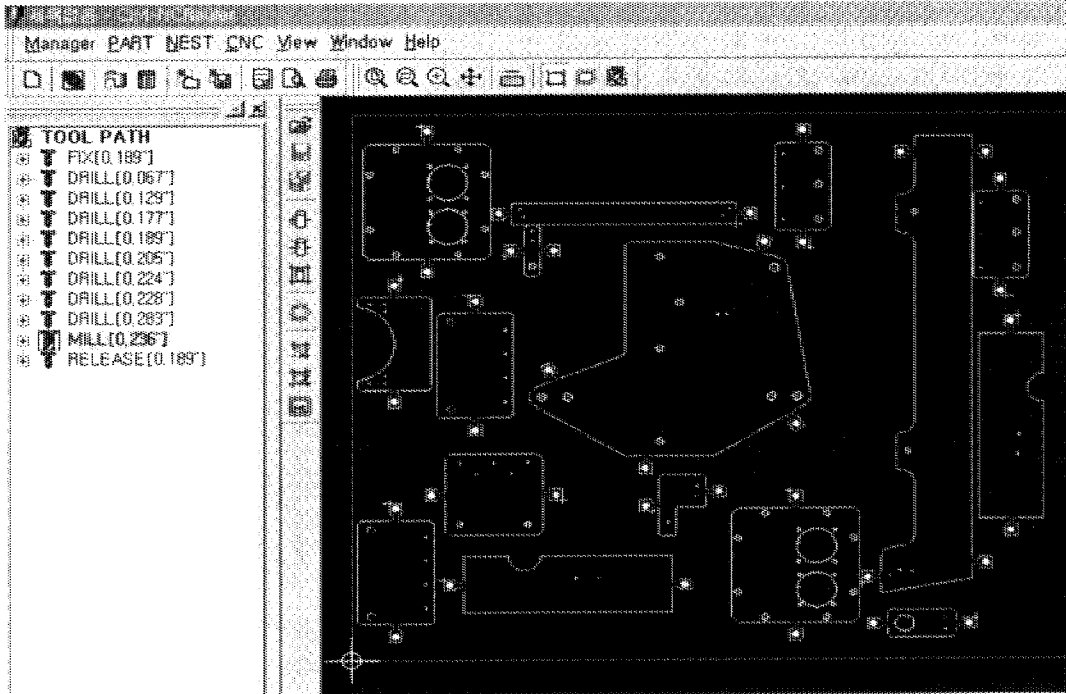 Manager PART NEST CNC View Window Help
TOOL PATH
FIX[0,189"]
DRILL[0,067"]
DRILL[0,129"]
DRILL[0,177"]
DRILL[0,189"]
DRILL[0,205"]
DRILL[0,224"]
DRILL[0,228"]
DRILL[0,283"]
MILL[0,236"]
RELEASE[0,189"]